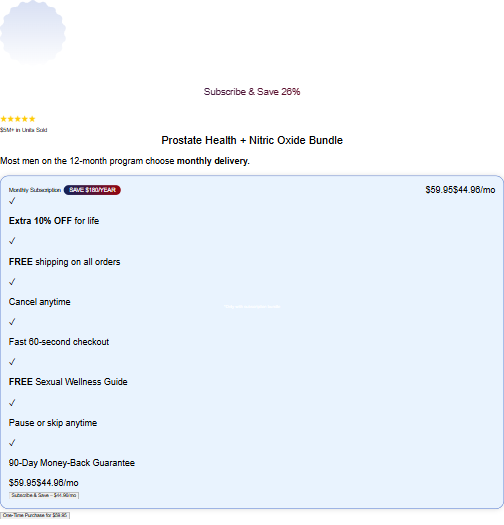 Subscribe & Save 26%
$5M+ in Units Sold
Prostate Health + Nitric Oxide Bundle
Most men on the 12-month program choose monthly delivery.
Monthly Subscription SAVE $180/YEAR $59.95$44.96/mo
✓
Extra 10% OFF for life
✓
FREE shipping on all orders
✓
Cancel anytime
✓
Fast 60-second checkout
✓
FREE Sexual Wellness Guide
✓
Pause or skip anytime
✓
90-Day Money-Back Guarantee
$59.95$44.96/mo
Subscribe & Save – $44.96/mo
One-Time Purchase for $59.95